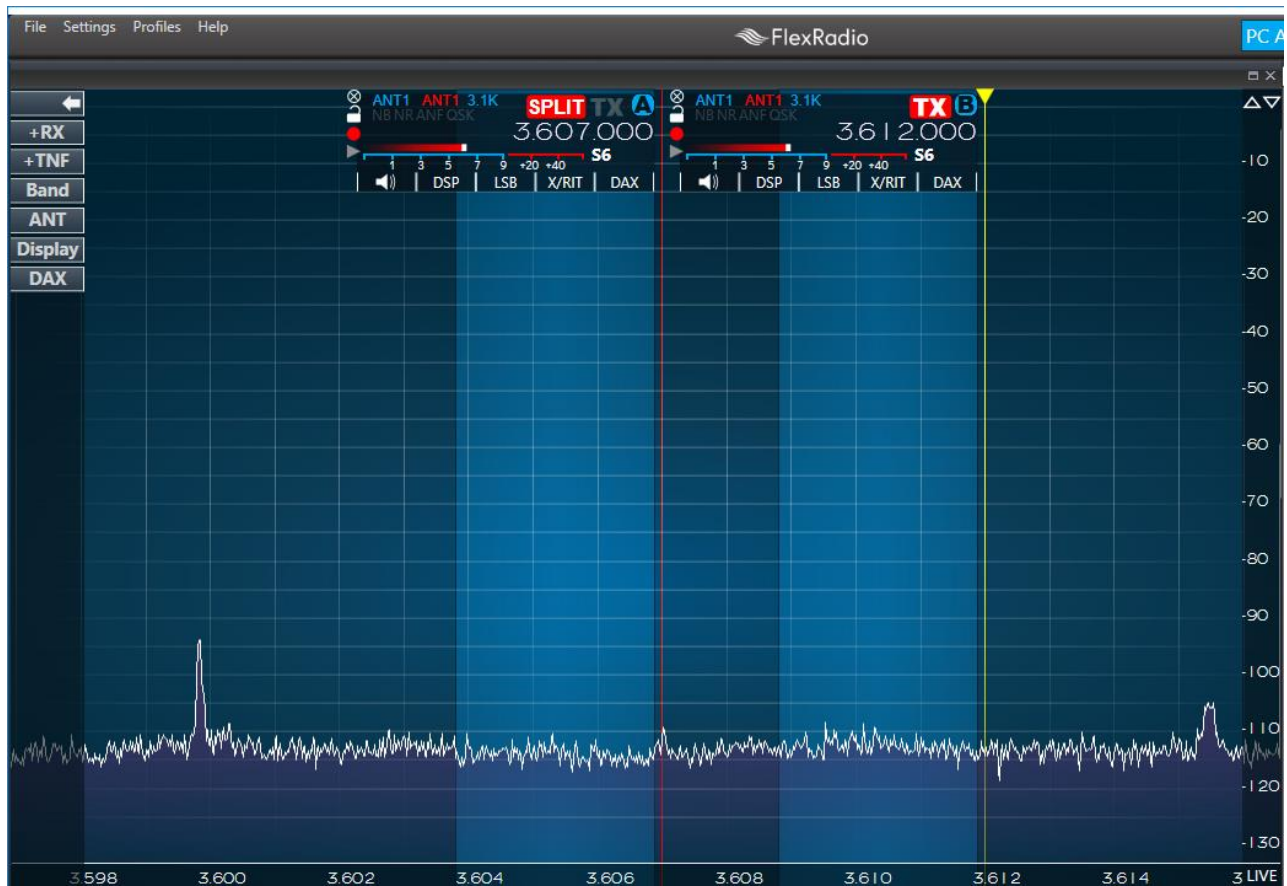 File Settings Profiles Help
FlexRadio
PC A
+RX
+TNF
Band
ANT
Display
DAX
ANT1 ANT1 3.1K SPLIT TX A
NB NR ANF QSK
3.607.000
S6
1 3 5 7 9 +20 +40
DSP LSB X/RIT DAX
ANT1 ANT1 3.1K TX B
NB NR ANF QSK
3.612.000
S6
1 3 5 7 9 +20 +40
DSP LSB X/RIT DAX
-10
-20
-30
-40
-50
-60
-70
-80
-90
-100
-110
-120
-130
3.598 3.600 3.602 3.604 3.606 3.608 3.610 3.612 3.614 3 LIVE